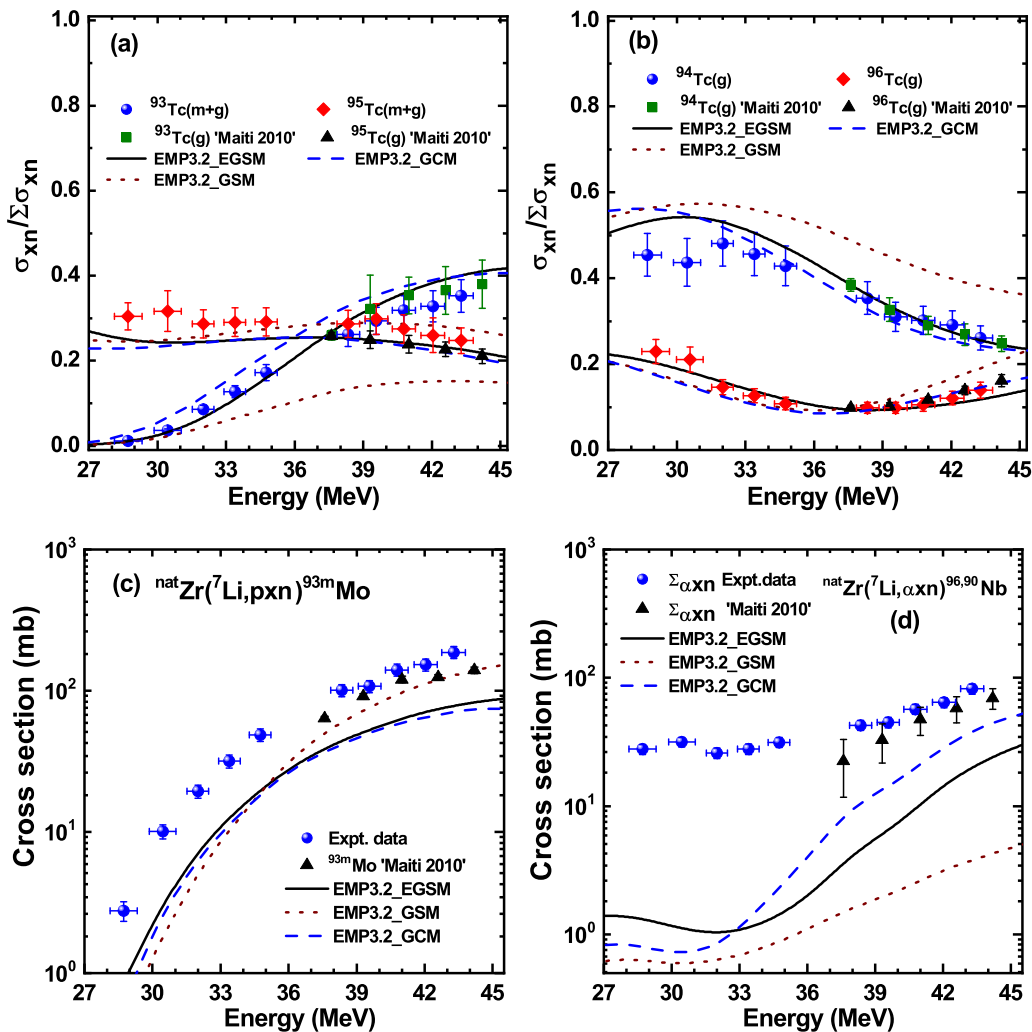 (a)
⁹³Tc(m+g)
⁹⁵Tc(m+g)
⁹³Tc(g) 'Maiti 2010'
⁹⁵Tc(g) 'Maiti 2010'
EMP3.2_EGSM
EMP3.2_GCM
EMP3.2_GSM
σxn/Σσxn
1.0
0.8
0.6
0.4
0.2
0.0
27 30 33 36 39 42 45
Energy (MeV)
(b)
⁹⁴Tc(g)
⁹⁶Tc(g)
⁹⁴Tc(g) 'Maiti 2010'
⁹⁶Tc(g) 'Maiti 2010'
EMP3.2_EGSM
EMP3.2_GCM
EMP3.2_GSM
σxn/Σσxn
1.0
0.8
0.6
0.4
0.2
0.0
27 30 33 36 39 42 45
Energy (MeV)
(c)
ⁿᵃᵗZr(⁷Li,pxn)⁹³ᵐMo
Expt. data
⁹³ᵐMo 'Maiti 2010'
EMP3.2_EGSM
EMP3.2_GSM
EMP3.2_GCM
Cross section (mb)
10³
10²
10¹
10⁰
27 30 33 36 39 42 45
Energy (MeV)
Σαxn Expt.data
ⁿᵃᵗZr(⁷Li,αxn)⁹⁶,⁹⁰Nb
Σαxn 'Maiti 2010'
(d)
EMP3.2_EGSM
EMP3.2_GSM
EMP3.2_GCM
Cross section (mb)
10³
10²
10¹
10⁰
27 30 33 36 39 42 45
Energy (MeV)